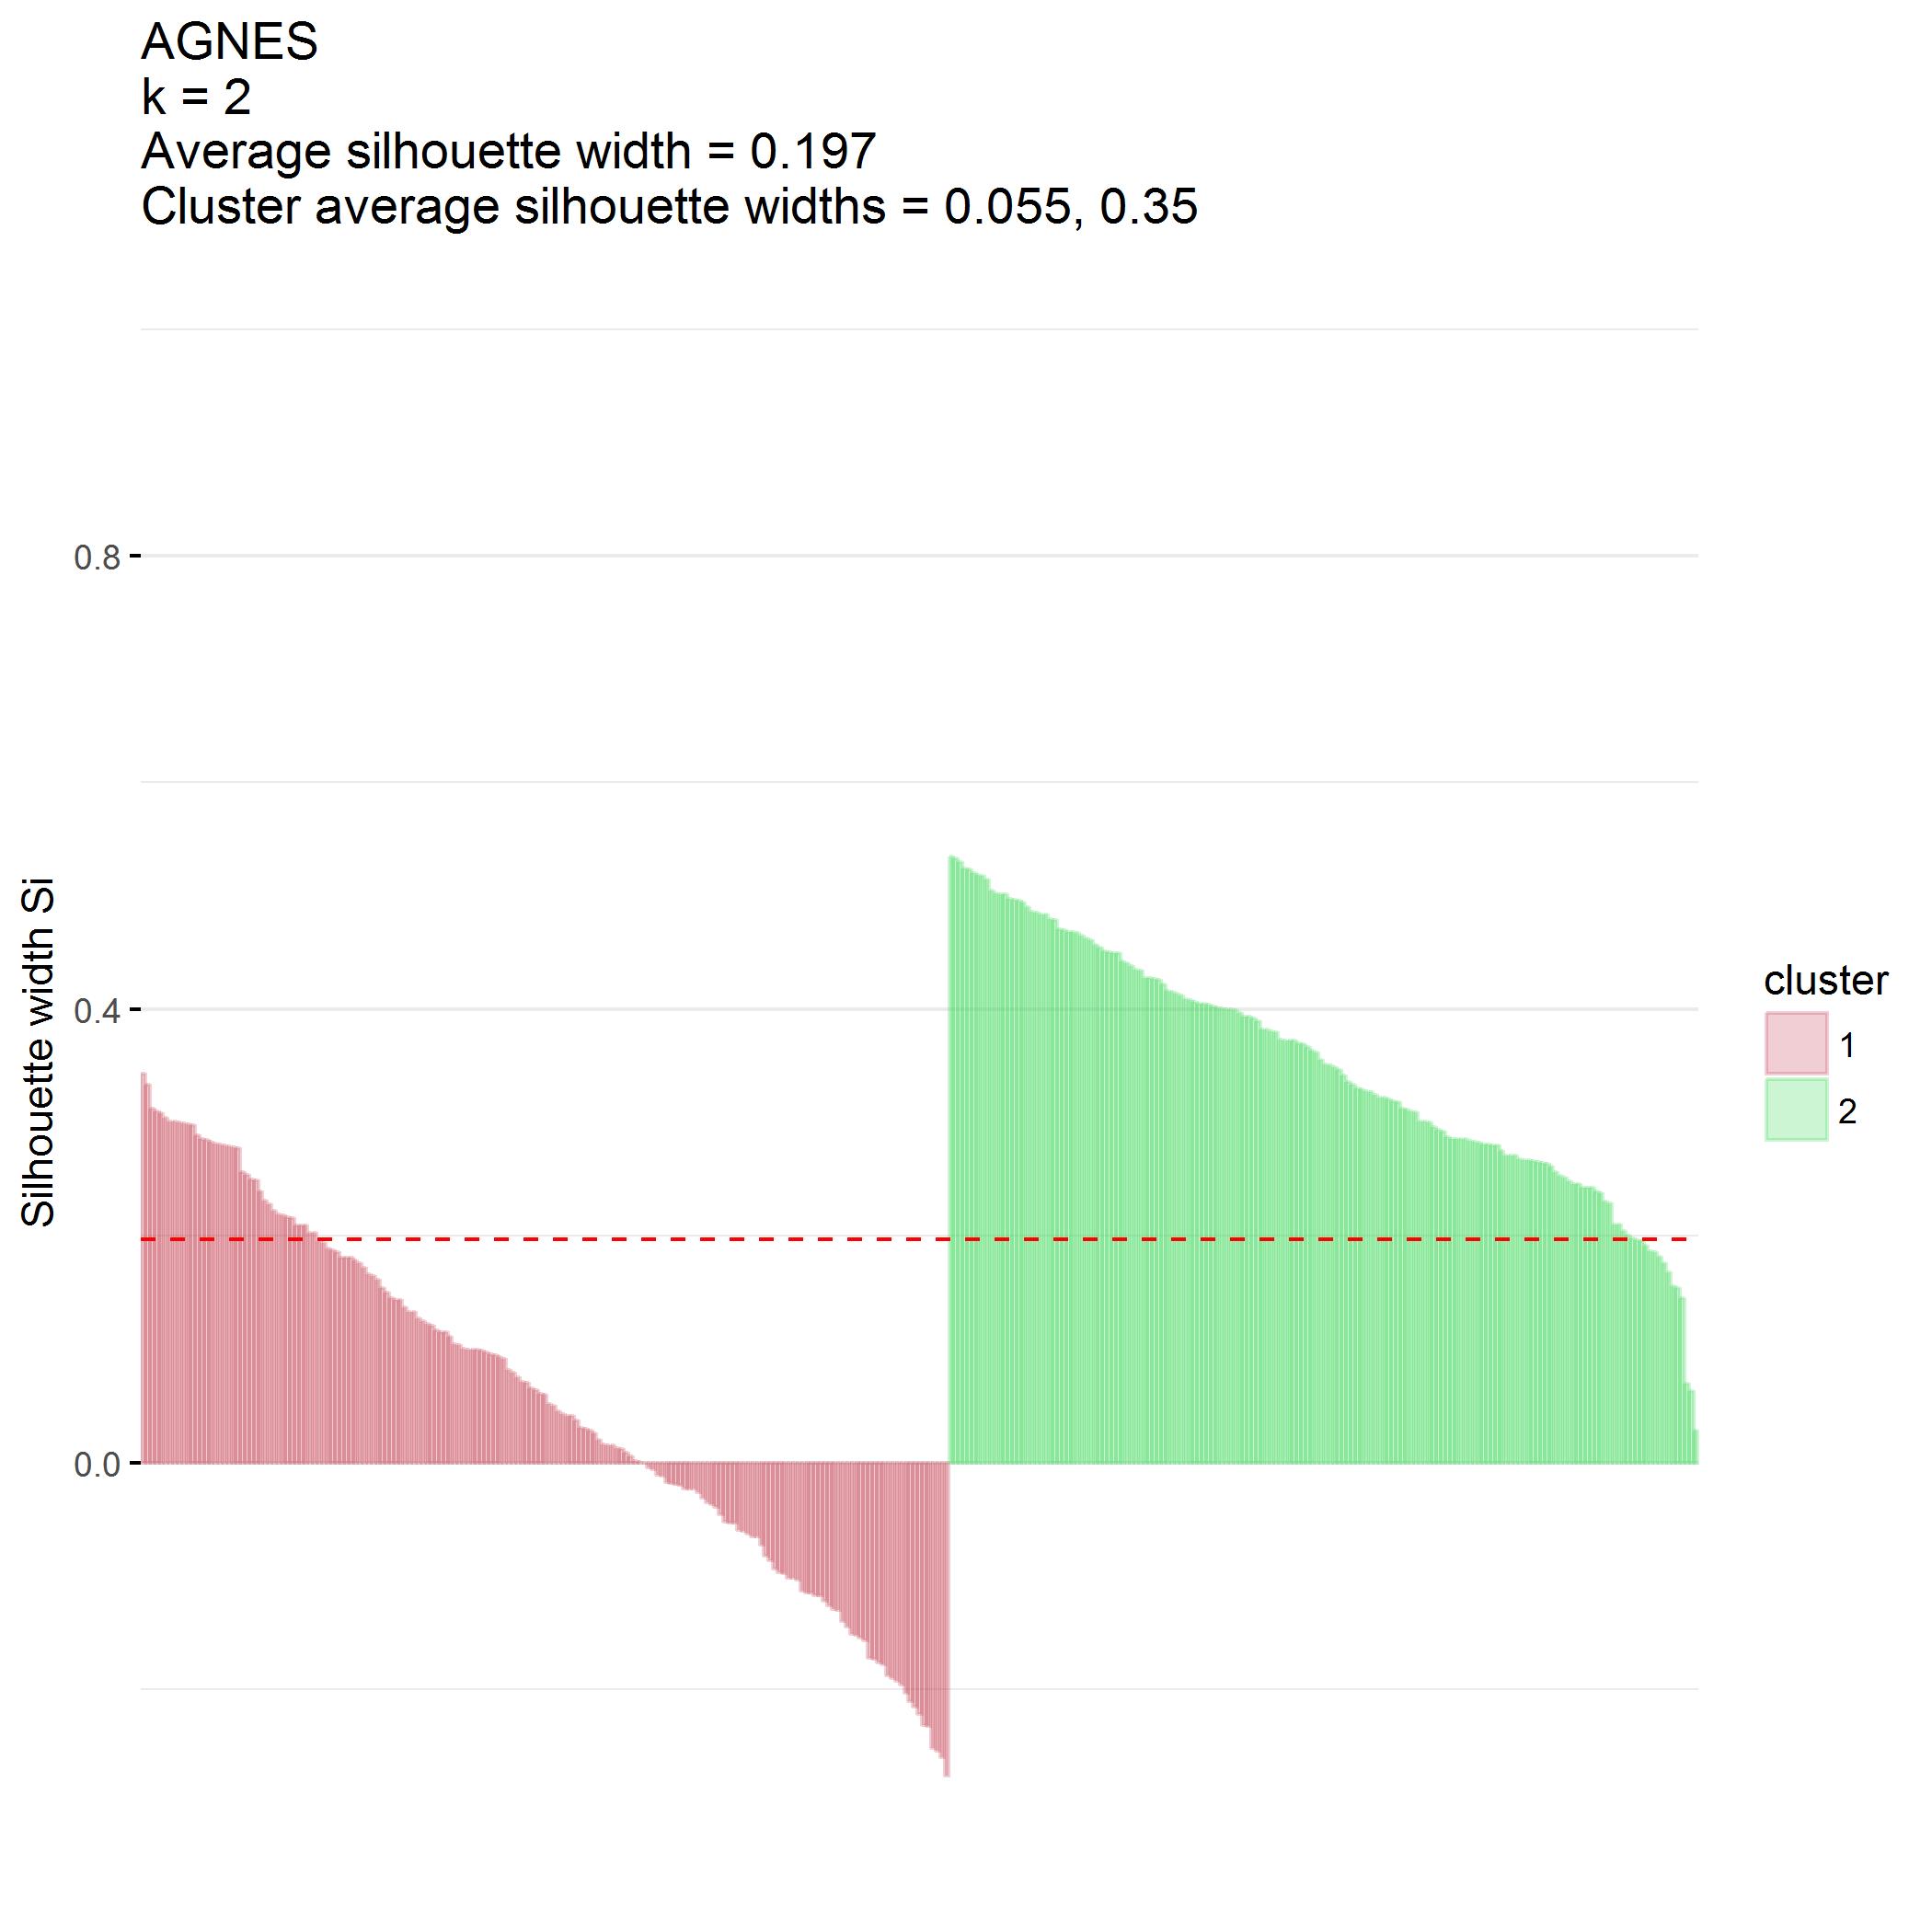 AGNES
k = 2
Average silhouette width = 0.197
Cluster average silhouette widths = 0.055, 0.35
0.8
0.4
0.0
Silhouette width Si
cluster
1
2